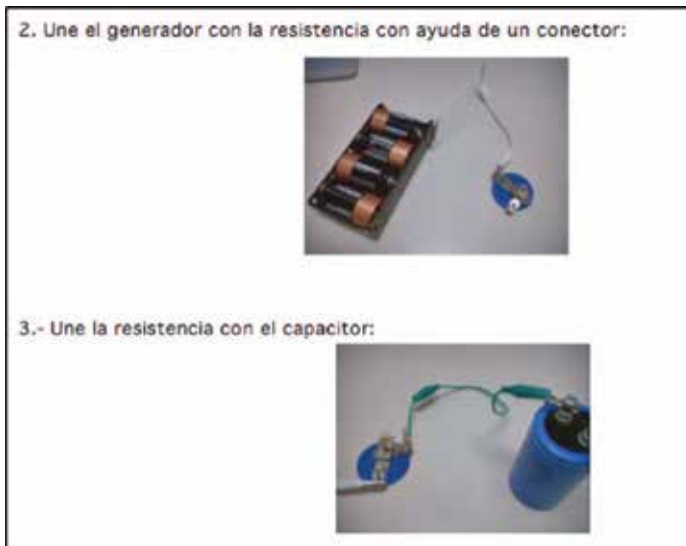 2. Une el generador con la resistencia con ayuda de un conector:
3.- Une la resistencia con el capacitor: